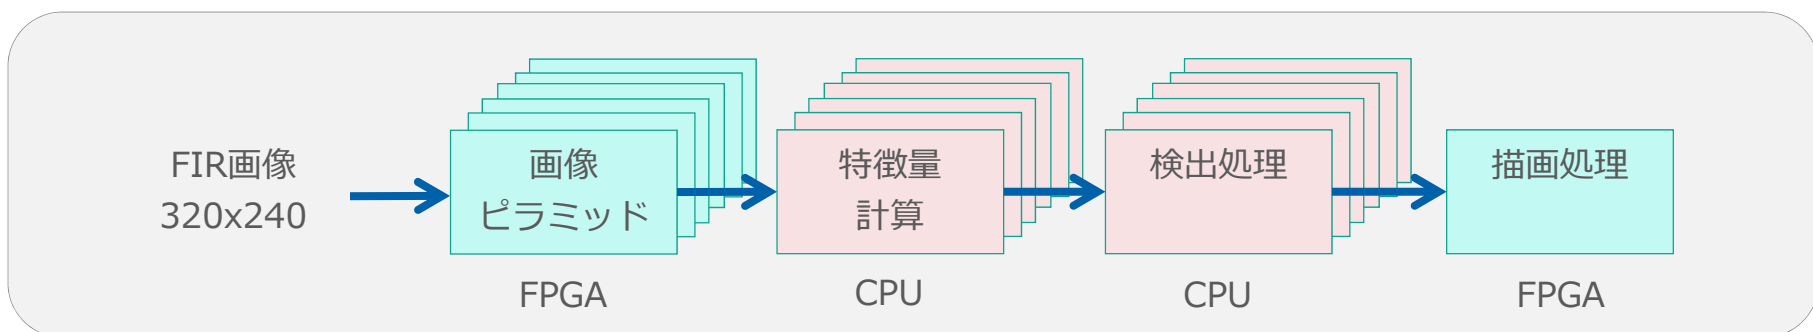 FIR画像
320x240
画像
ピラミッド
FPGA
特徴量
計算
CPU
検出処理
CPU
描画処理
FPGA